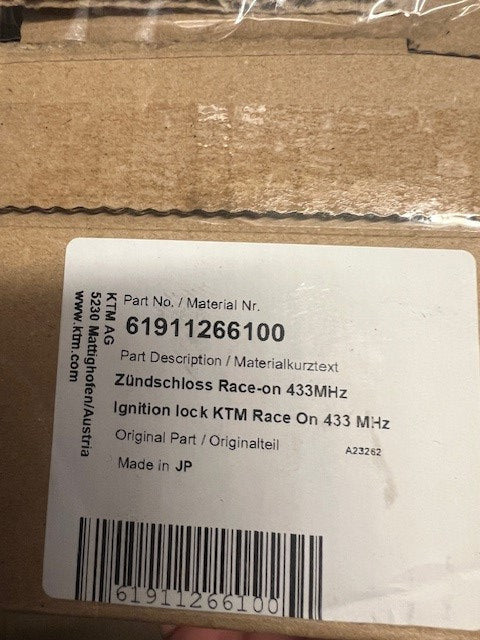 Part No. / Material Nr.
61911266100
Part Description / Materialkurztext
Zündschloss Race-on 433MHz
Ignition lock KTM Race On 433 MHz
Original Part / Originalteil
A23262
Made in JP
KTM AG
5230 Mattighofen/Austria
www.ktm.com
61911266100